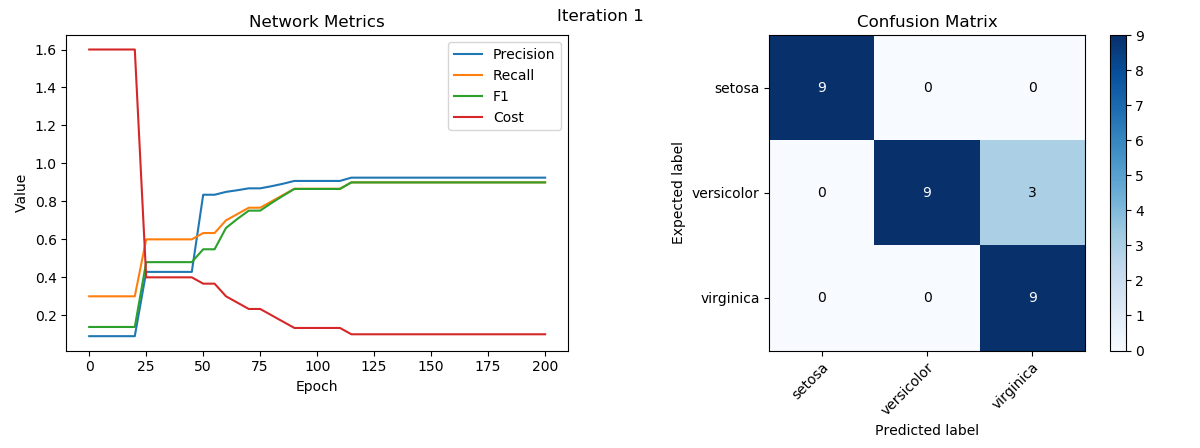 Iteration 1
Network Metrics
Value
1.6
1.4
1.2
1.0
0.8
0.6
0.4
0.2
Precision
Recall
F1
Cost
0 25 50 75 100 125 150 175 200
Epoch
Confusion Matrix
Expected label
setosa 9 0 0
versicolor 0 9 3
virginica 0 0 9
setosa versicolor virginica
Predicted label
9
8
7
6
5
4
3
2
1
0